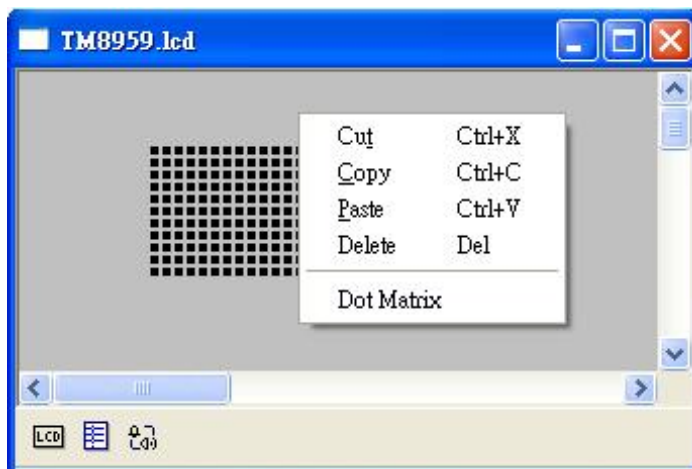 TM8959.lcd
Cut Ctrl+X
Copy Ctrl+C
Paste Ctrl+V
Delete Del
Dot Matrix
LCD